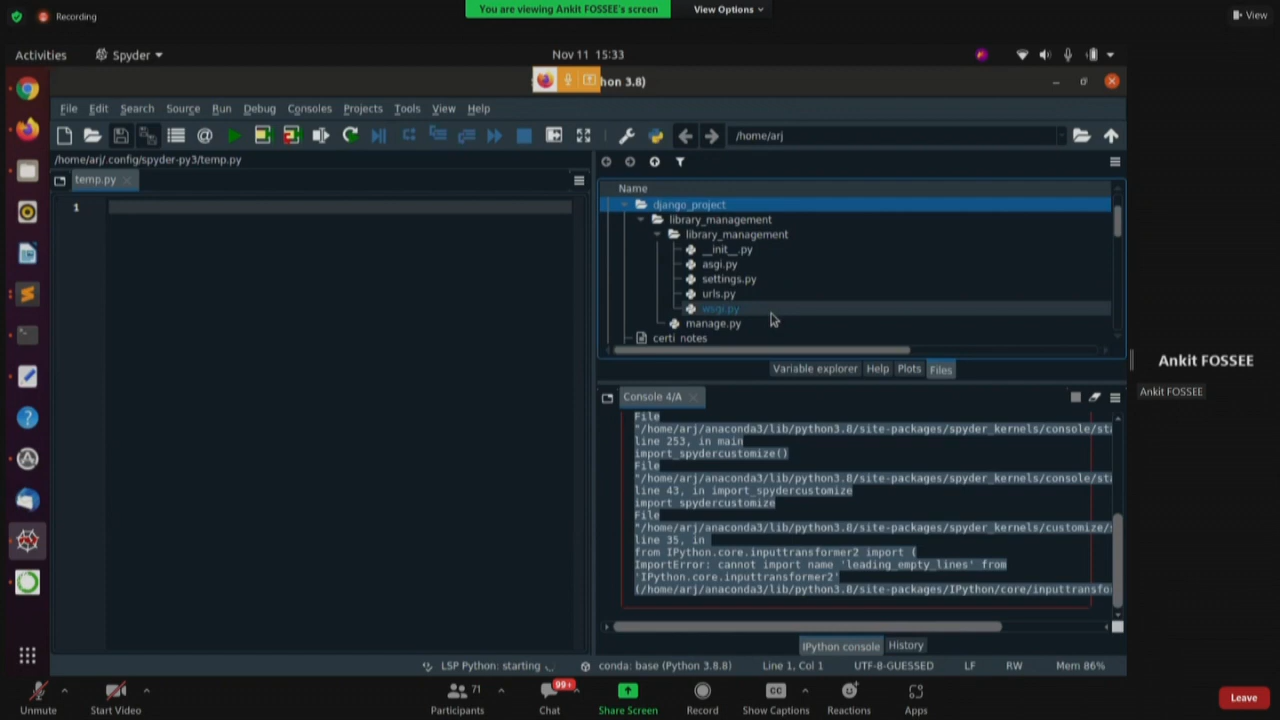 Recording
You are viewing Ankit FOSSEE's screen
View Options
View
Activities
Spyder
Nov 11 15:33
hon 3.8)
File Edit Search Source Run Debug Consoles Projects Tools View Help
/home/arj
/home/arj/.config/spyder-py3/temp.py
temp.py
1
Name
django_project
library_management
library_management
__init__.py
asgi.py
settings.py
urls.py
wsgi.py
manage.py
certi notes
Variable explorer Help Plots Files
Ankit FOSSEE
Ankit FOSSEE
Console 4/A
File
"/home/arj/anaconda3/lib/python3.8/site-packages/spyder_kernels/console/sta
line 253, in main
import_spydercustomize()
File
"/home/arj/anaconda3/lib/python3.8/site-packages/spyder_kernels/console/sta
line 43, in import_spydercustomize
import spydercustomize
File
"/home/arj/anaconda3/lib/python3.8/site-packages/spyder_kernels/customize/s
line 35, in
from IPython.core.inputtransformer2 import (
ImportError: cannot import name 'leading_empty_lines' from
'IPython.core.inputtransformer2'
(/home/arj/anaconda3/lib/python3.8/site-packages/IPython/core/inputtransfor
IPython console History
LSP Python: starting
conda: base (Python 3.8.8)
Line 1, Col 1
UTF-8-GUESSED
LF
RW
Mem 86%
71
99+
CC
Unmute
Start Video
Participants
Chat
Share Screen
Record
Show Captions
Reactions
Apps
Leave